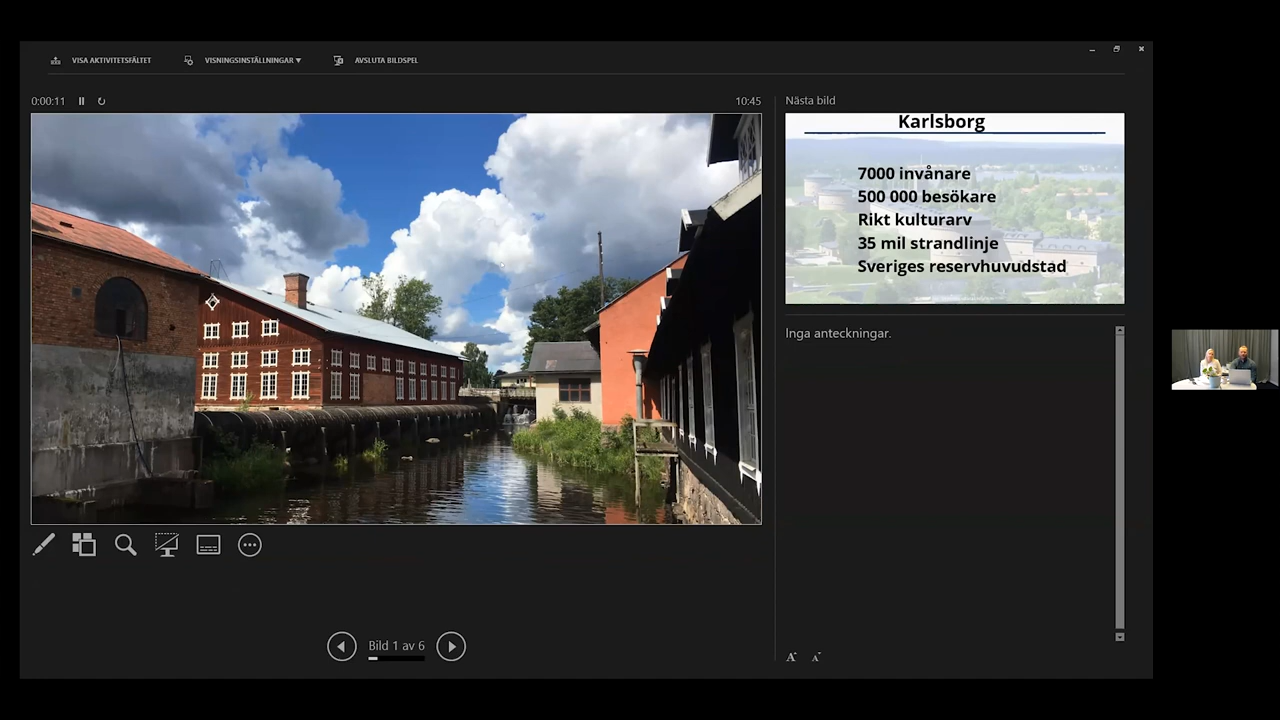 VISA AKTIVITETSFÄLTET
VISNINGSINSTÄLLNINGAR ▼
AVSLUTA BILDSPEL
0:00:11
10:45
Nästa bild
Karlsborg
7000 invånare
500 000 besökare
Rikt kulturarv
35 mil strandlinje
Sveriges reservhuvudstad
Inga anteckningar.
Bild 1 av 6
A
A